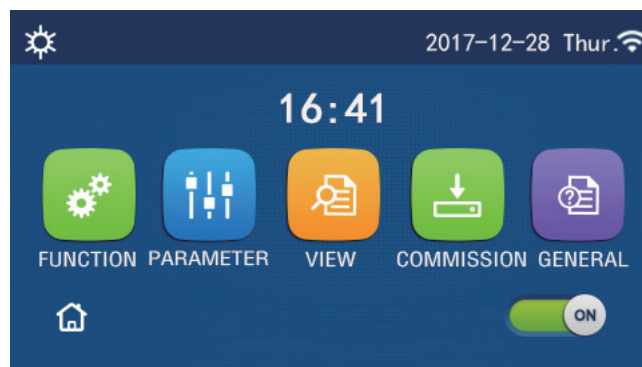 2017-12-28 Thur.
16:41
FUNCTION PARAMETER VIEW COMMISSION GENERAL
ON